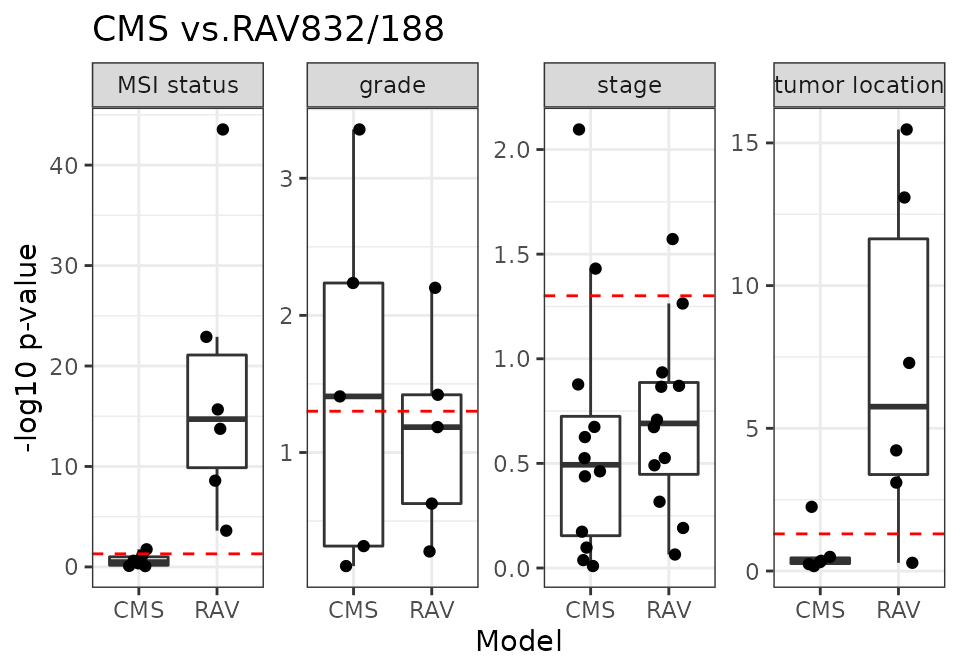 CMS vs.RAV832/188
MSI status
grade
stage
tumor location
-log10 p-value
40
30
20
10
0
3
2
1
2.0
1.5
1.0
0.5
0.0
15
10
5
0
CMS RAV
CMS RAV
CMS RAV
CMS RAV
Model